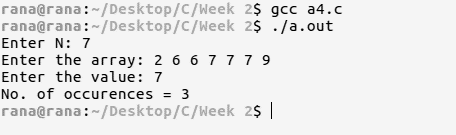 rana@rana:~/Desktop/C/Week 2$ gcc a4.c
rana@rana:~/Desktop/C/Week 2$ ./a.out
Enter N: 7
Enter the array: 2 6 6 7 7 7 9
Enter the value: 7
No. of occurences = 3
rana@rana:~/Desktop/C/Week 2$